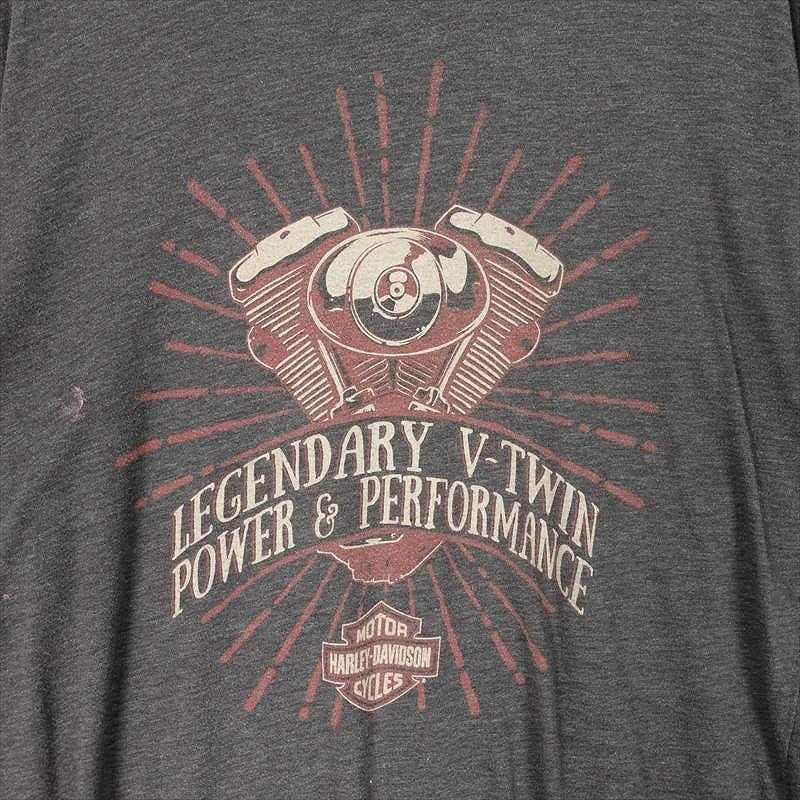 LEGENDARY V-TWIN
POWER & PERFORMANCE
MOTOR
HARLEY-DAVIDSON
CYCLES